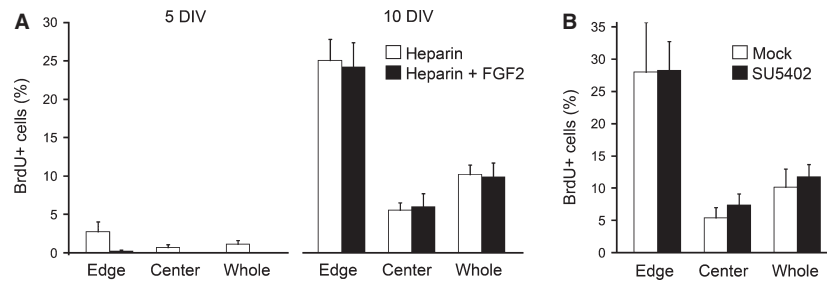 A
5 DIV
10 DIV
BrdU+ cells (%)
30
25
20
15
10
5
0
Heparin
Heparin + FGF2
Edge Center Whole
Edge Center Whole
B
BrdU+ cells (%)
35
30
25
20
15
10
5
0
Mock
SU5402
Edge Center Whole